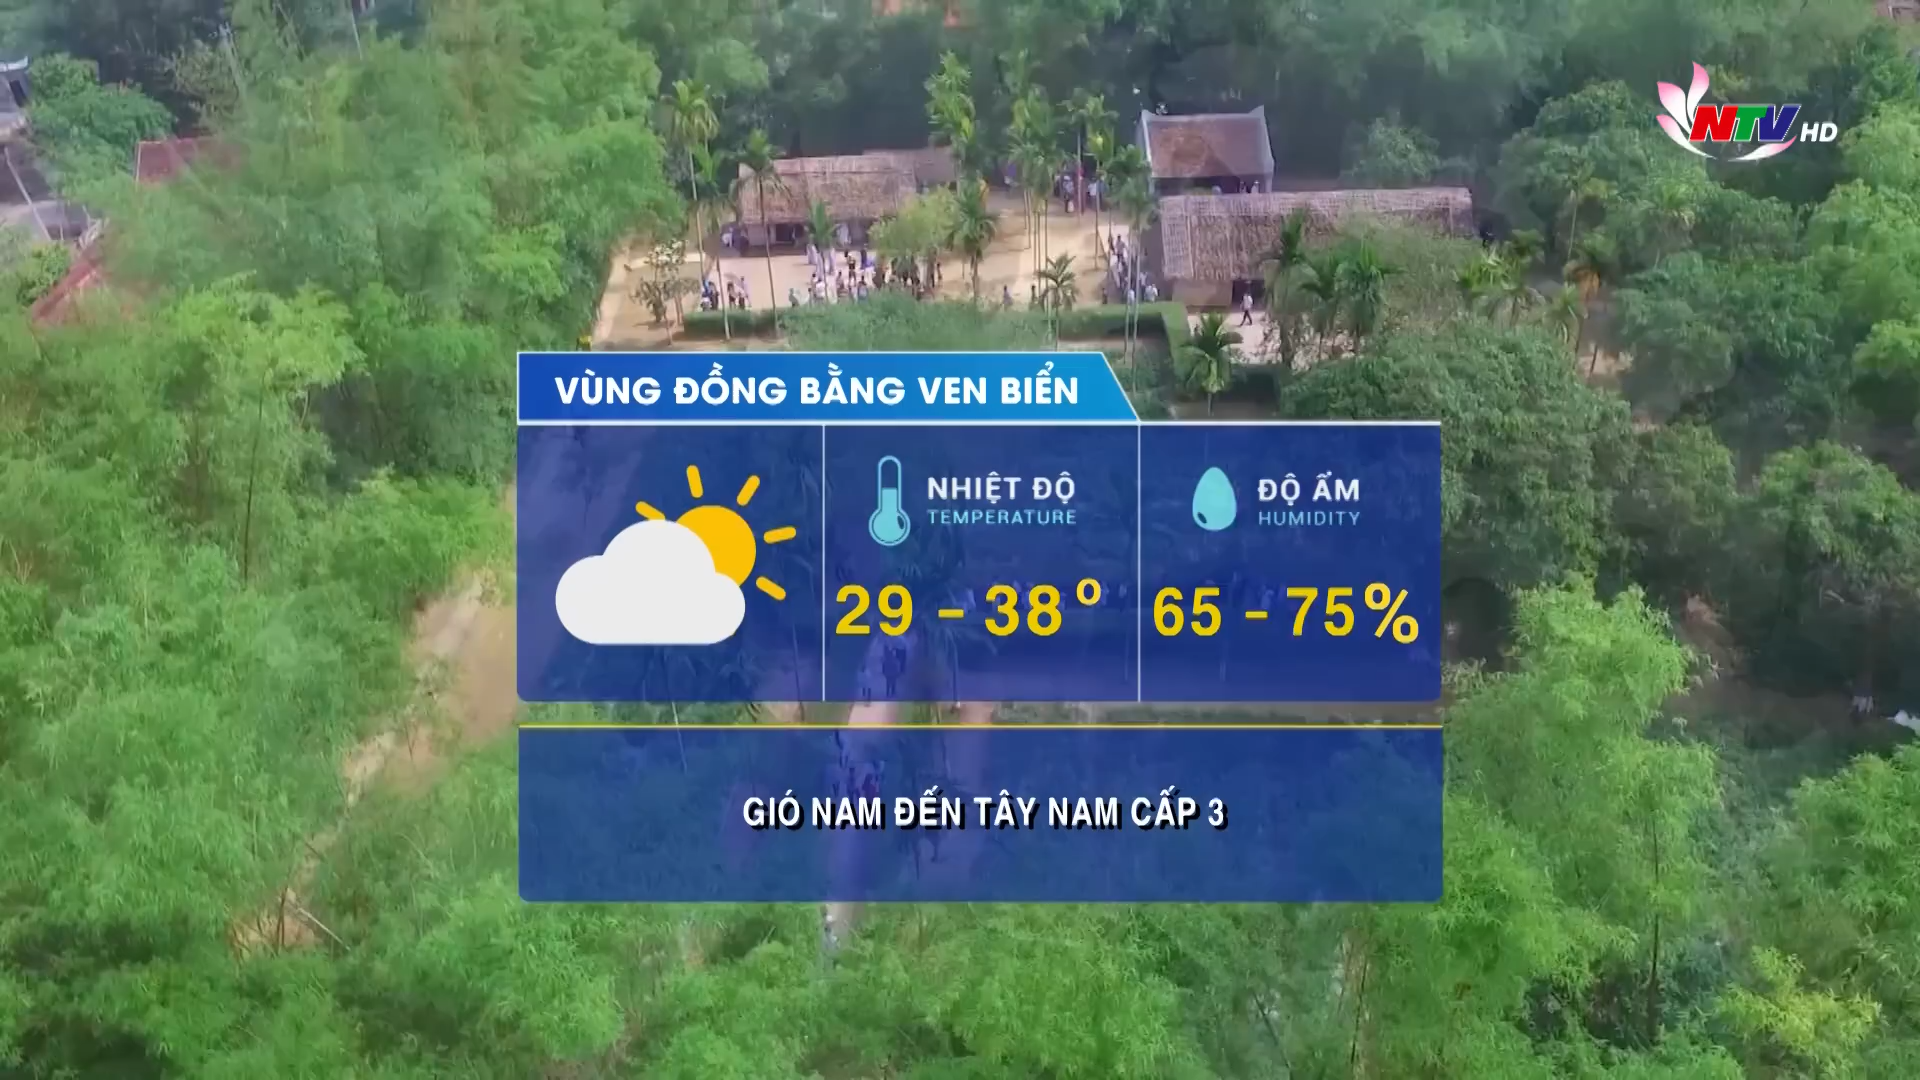 NTV HD
VÙNG ĐỒNG BẰNG VEN BIỂN
NHIỆT ĐỘ
TEMPERATURE
29 - 38°
ĐỘ ẨM
HUMIDITY
65 - 75%
GIÓ NAM ĐẾN TÂY NAM CẤP 3